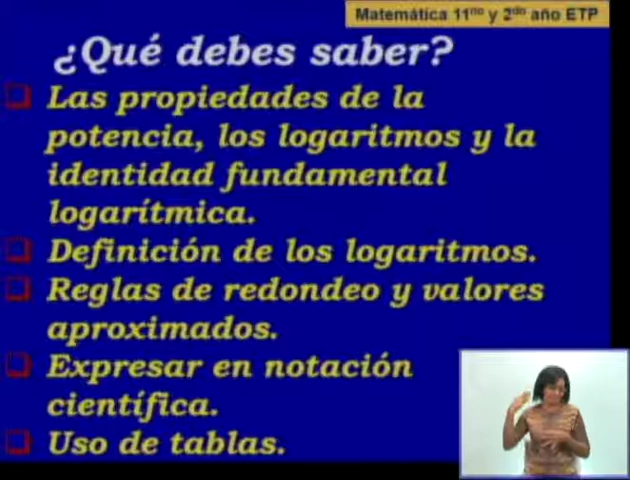 Matemática 11no y 2do año ETP
¿Qué debes saber?
Las propiedades de la
potencia, los logaritmos y la
identidad fundamental
logarítmica.
Definición de los logaritmos.
Reglas de redondeo y valores
aproximados.
Expresar en notación
científica.
Uso de tablas.